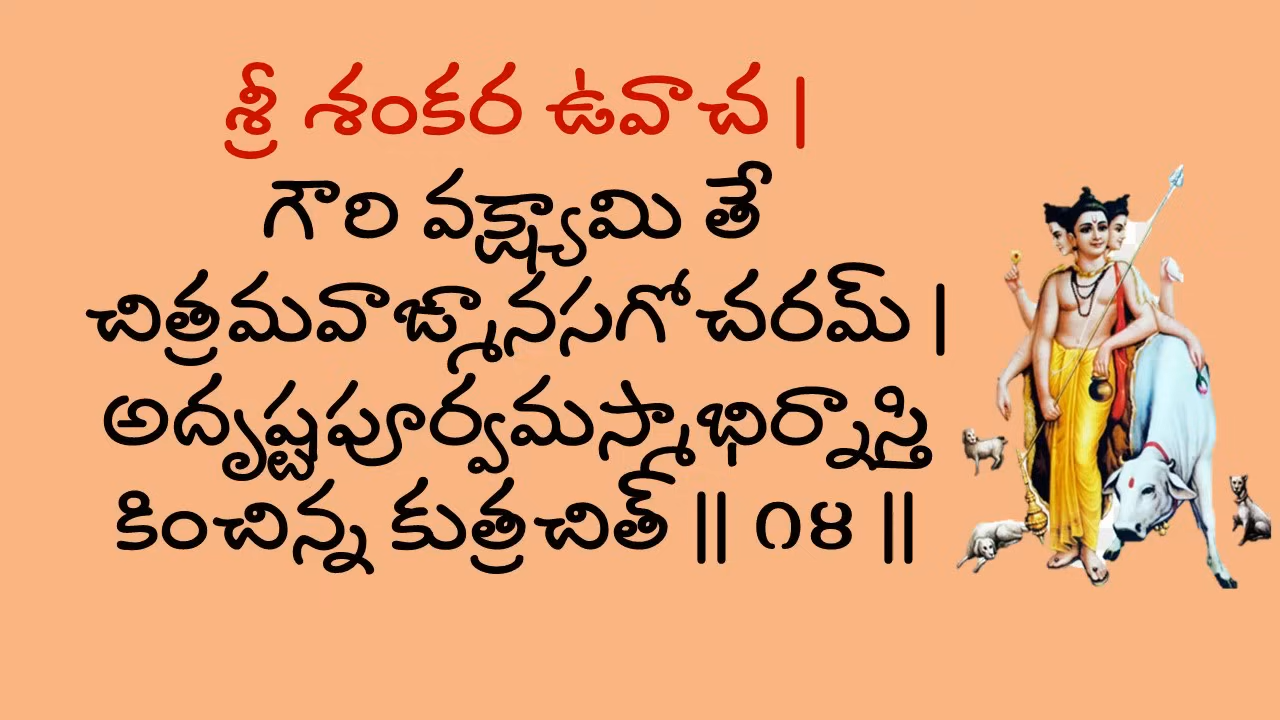 శ్రీ శంకర ఉవాచ |
గౌరి వక్ష్యామి తే
చిత్రమవాఙ్మానసగోచరమ్ |
అదృష్టపూర్వమస్మాభిర్నాస్తి
కించిన్న కుత్రచిత్ || ౧౪ ||